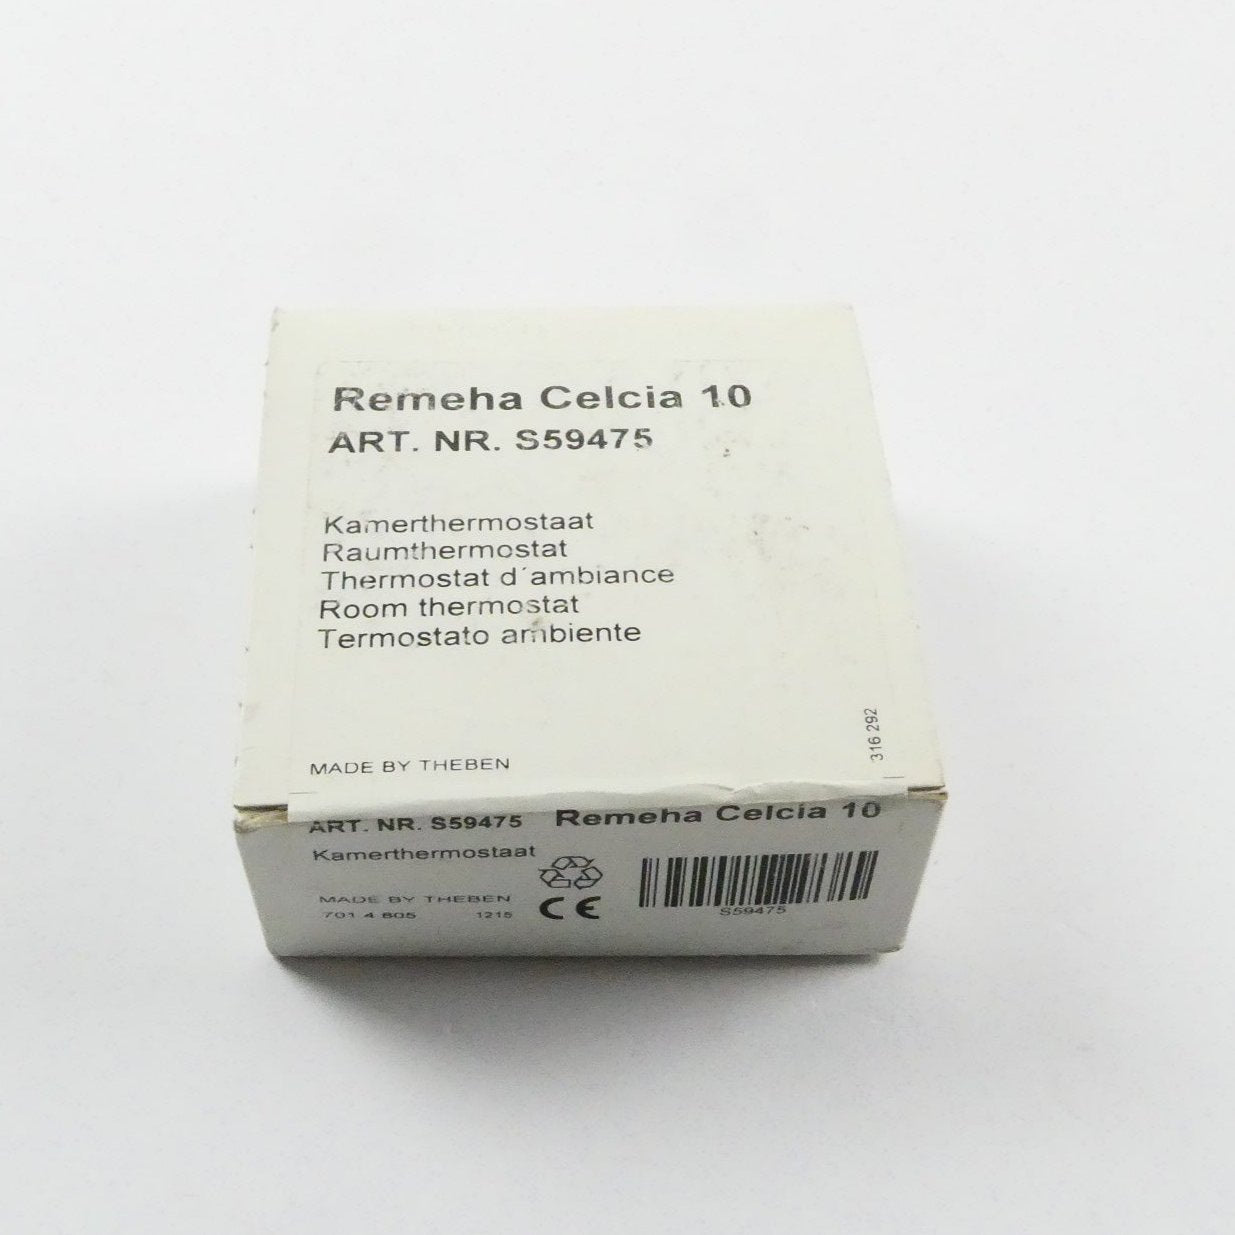 Remeha Celcia 10
ART. NR. S59475
Kamerthermostaat
Raumthermostat
Thermostat d´ambiance
Room thermostat
Termostato ambiente
316 292
MADE BY THEBEN
ART. NR. S59475 Remeha Celcia 10
Kamerthermostaat
MADE BY THEBEN
701 4 805 1215
CE
S59475